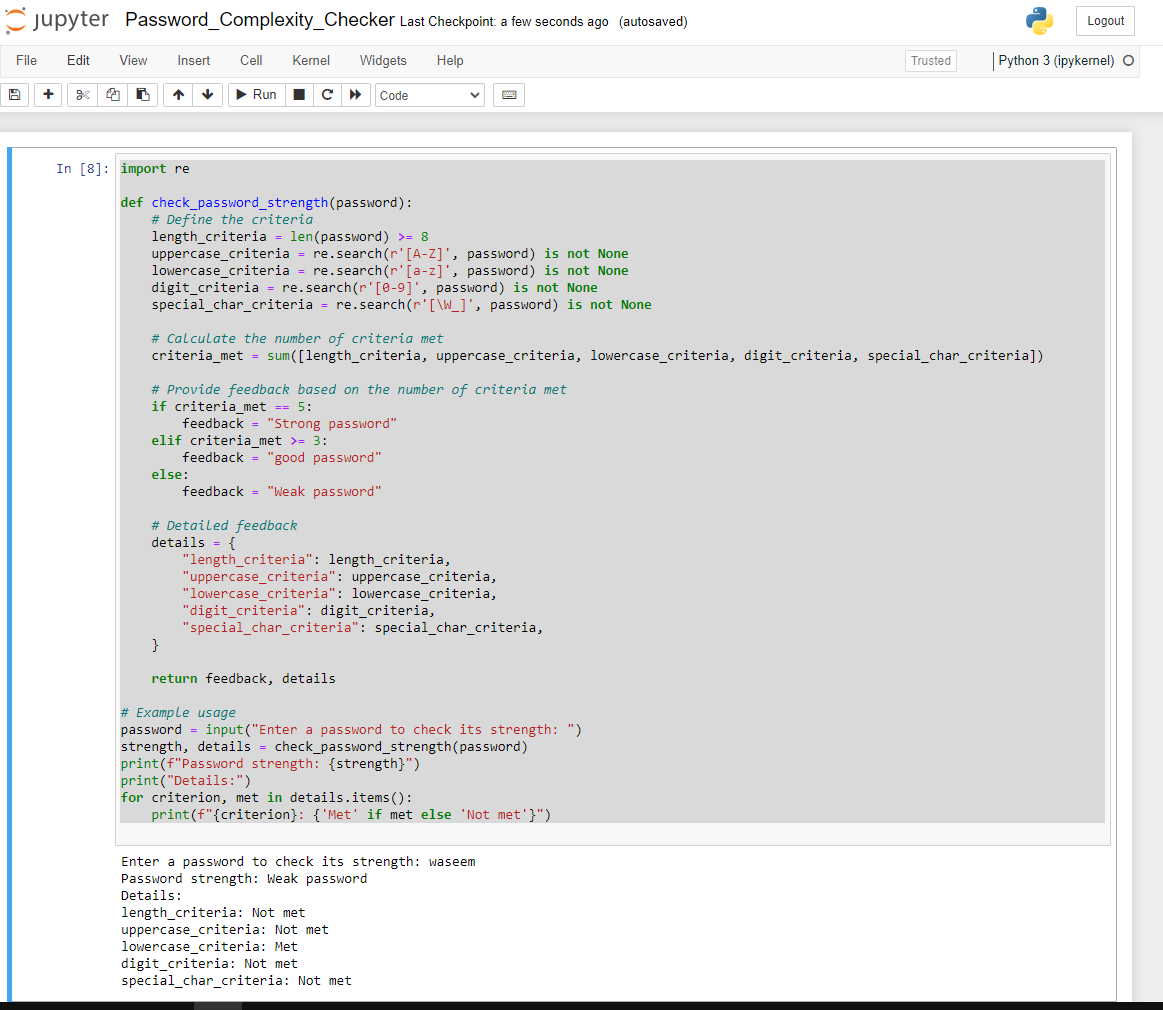 jupyter Password_Complexity_Checker Last Checkpoint: a few seconds ago (autosaved) Logout
File Edit View Insert Cell Kernel Widgets Help Trusted Python 3 (ipykernel)
Run Code
In [8]: import re
def check_password_strength(password):
    # Define the criteria
    length_criteria = len(password) >= 8
    uppercase_criteria = re.search(r'[A-Z]', password) is not None
    lowercase_criteria = re.search(r'[a-z]', password) is not None
    digit_criteria = re.search(r'[0-9]', password) is not None
    special_char_criteria = re.search(r'[\W_]', password) is not None
    # Calculate the number of criteria met
    criteria_met = sum([length_criteria, uppercase_criteria, lowercase_criteria, digit_criteria, special_char_criteria])
    # Provide feedback based on the number of criteria met
    if criteria_met == 5:
        feedback = "Strong password"
    elif criteria_met >= 3:
        feedback = "good password"
    else:
        feedback = "Weak password"
    # Detailed feedback
    details = {
        "length_criteria": length_criteria,
        "uppercase_criteria": uppercase_criteria,
        "lowercase_criteria": lowercase_criteria,
        "digit_criteria": digit_criteria,
        "special_char_criteria": special_char_criteria,
    }
    return feedback, details
# Example usage
password = input("Enter a password to check its strength: ")
strength, details = check_password_strength(password)
print(f"Password strength: {strength}")
print("Details:")
for criterion, met in details.items():
    print(f"{criterion}: {'Met' if met else 'Not met'}")
Enter a password to check its strength: waseem
Password strength: Weak password
Details:
length_criteria: Not met
uppercase_criteria: Not met
lowercase_criteria: Met
digit_criteria: Not met
special_char_criteria: Not met